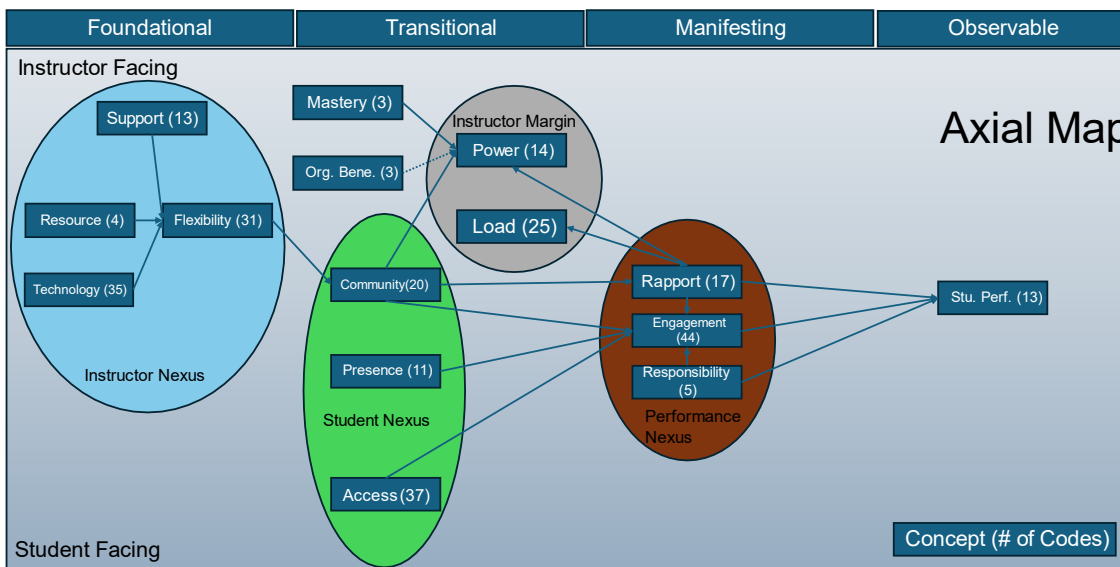 Foundational
Transitional
Manifesting
Observable
Instructor Facing
Axial Map
Support (13)
Resource (4)
Flexibility (31)
Technology (35)
Instructor Nexus
Mastery (3)
Org. Bene. (3)
Instructor Margin
Power (14)
Load (25)
Community(20)
Presence (11)
Student Nexus
Access (37)
Rapport (17)
Engagement
(44)
Responsibility
(5)
Performance
Nexus
Stu. Perf. (13)
Student Facing
Concept (# of Codes)